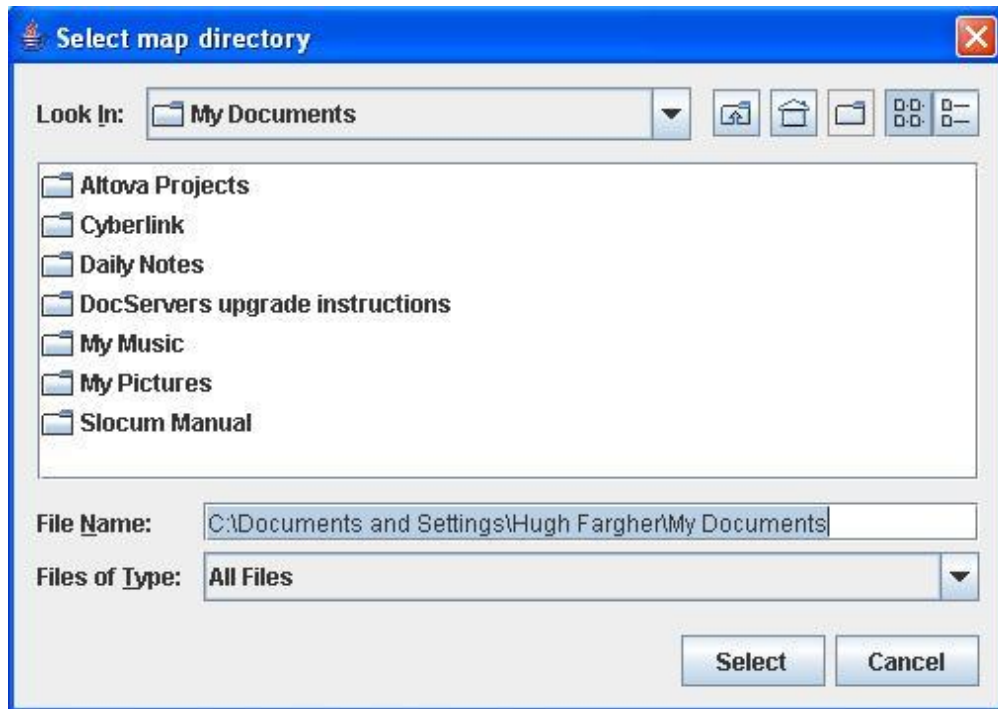 Select map directory
Look In: My Documents
Altova Projects
Cyberlink
Daily Notes
DocServers upgrade instructions
My Music
My Pictures
Slocum Manual
File Name: C:\Documents and Settings\Hugh Fargher\My Documents
Files of Type: All Files
Select Cancel